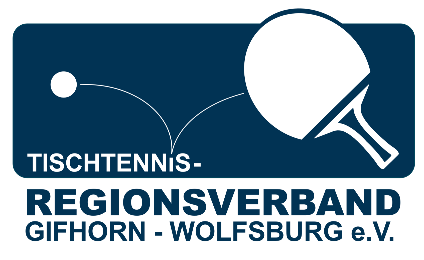 TISCHTENNiS-
REGIONSVERBAND
GIFHORN - WOLFSBURG e.V.